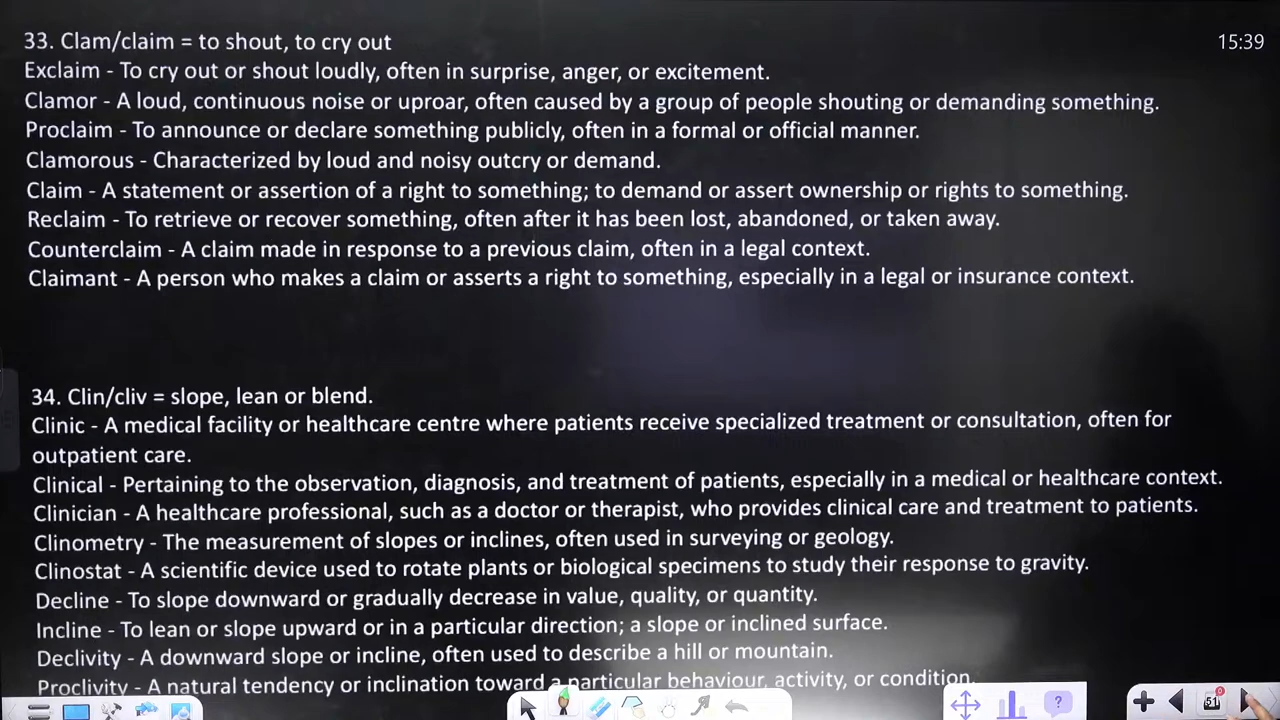 33. Clam/claim = to shout, to cry out
15:39
Exclaim - To cry out or shout loudly, often in surprise, anger, or excitement.
Clamor - A loud, continuous noise or uproar, often caused by a group of people shouting or demanding something.
Proclaim - To announce or declare something publicly, often in a formal or official manner.
Clamorous - Characterized by loud and noisy outcry or demand.
Claim - A statement or assertion of a right to something; to demand or assert ownership or rights to something.
Reclaim - To retrieve or recover something, often after it has been lost, abandoned, or taken away.
Counterclaim - A claim made in response to a previous claim, often in a legal context.
Claimant - A person who makes a claim or asserts a right to something, especially in a legal or insurance context.
34. Clin/cliv = slope, lean or blend.
Clinic - A medical facility or healthcare centre where patients receive specialized treatment or consultation, often for
outpatient care.
Clinical - Pertaining to the observation, diagnosis, and treatment of patients, especially in a medical or healthcare context.
Clinician - A healthcare professional, such as a doctor or therapist, who provides clinical care and treatment to patients.
Clinometry - The measurement of slopes or inclines, often used in surveying or geology.
Clinostat - A scientific device used to rotate plants or biological specimens to study their response to gravity.
Decline - To slope downward or gradually decrease in value, quality, or quantity.
Incline - To lean or slope upward or in a particular direction; a slope or inclined surface.
Declivity - A downward slope or incline, often used to describe a hill or mountain.
Proclivity - A natural tendency or inclination toward a particular behaviour, activity, or condition.
51